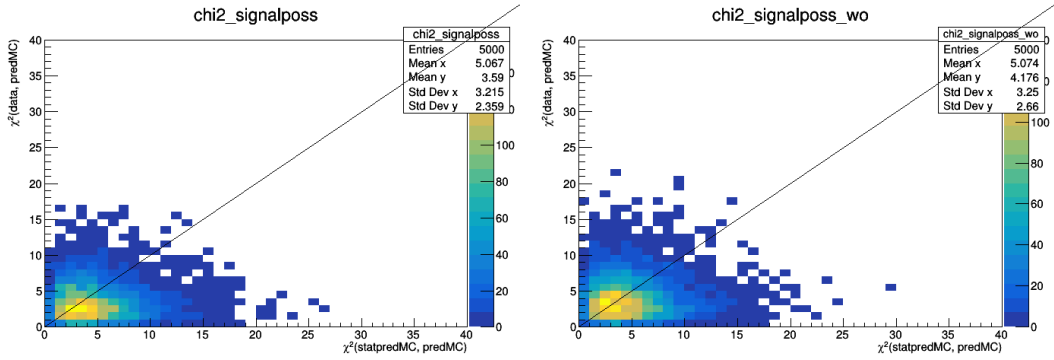 chi2_signalposs
χ²(data, predMC)
40
35
30
25
20
15
10
5
0
0 5 10 15 20 25 30 35 40
χ²(statpredMC, predMC)
chi2_signalposs
Entries 5000
Mean x 5.067
Mean y 3.59
Std Dev x 3.215
Std Dev y 2.359
100
80
60
40
20
0
chi2_signalposs_wo
χ²(data, predMC)
40
35
30
25
20
15
10
5
0
0 5 10 15 20 25 30 35 40
χ²(statpredMC, predMC)
chi2_signalposs_wo
Entries 5000
Mean x 5.074
Mean y 4.176
Std Dev x 3.25
Std Dev y 2.66
100
80
60
40
20
0